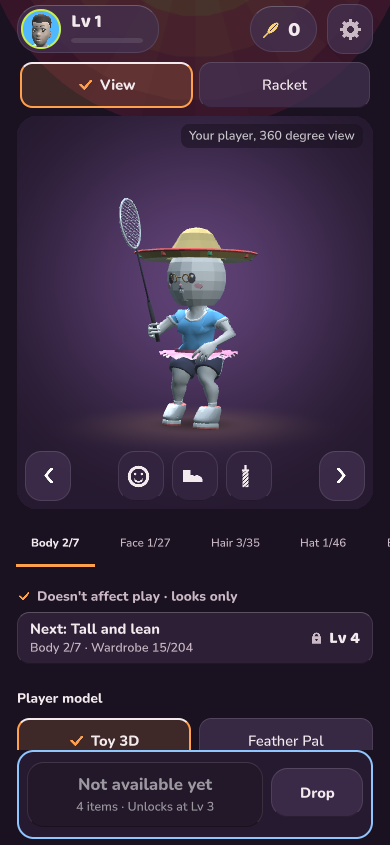 Lv 1
0
View
Racket
Your player, 360 degree view
Body 2/7
Face 1/27
Hair 3/35
Hat 1/46
Doesn't affect play · looks only
Next: Tall and lean
Body 2/7 · Wardrobe 15/204
Lv 4
Player model
Toy 3D
Feather Pal
Not available yet
4 items · Unlocks at Lv 3
Drop